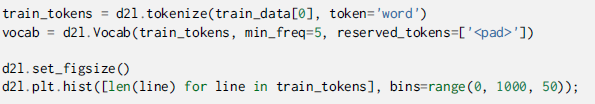 train_tokens = d2l.tokenize(train_data[0], token='word')
vocab = d2l.Vocab(train_tokens, min_freq=5, reserved_tokens=['<pad>'])
d2l.set_figsize()
d2l.plt.hist([len(line) for line in train_tokens], bins=range(0, 1000, 50));